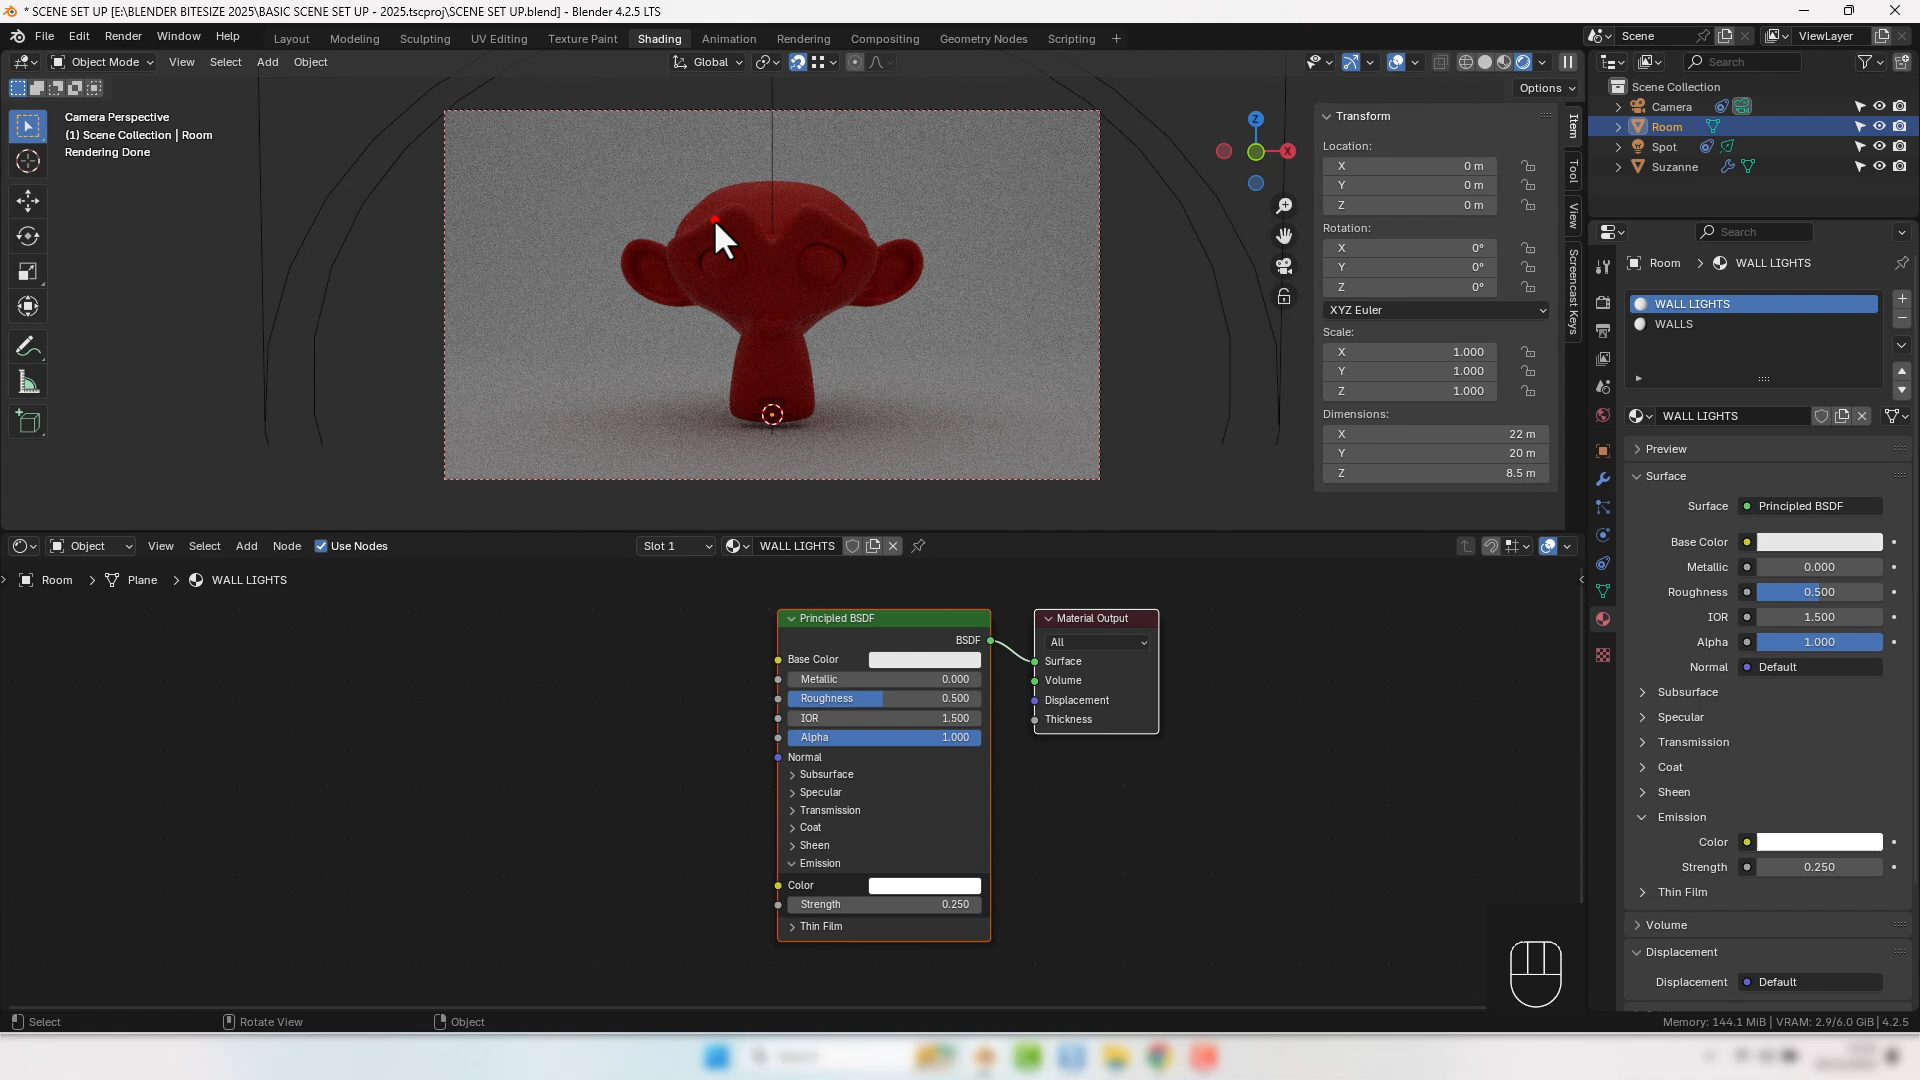 * SCENE SET UP [E:\BLENDER BITESIZE 2025\BASIC SCENE SET UP - 2025.tscproj\SCENE SET UP.blend] - Blender 4.2.5 LTS
File Edit Render Window Help Layout Modeling Sculpting UV Editing Texture Paint Shading Animation Rendering Compositing Geometry Nodes Scripting + Scene ViewLayer
Object Mode View Select Add Object Global Search
Options
Scene Collection
Camera
Room
Spot
Suzanne
Camera Perspective
(1) Scene Collection | Room
Rendering Done
Z
X
Transform
Location:
X 0 m
Y 0 m
Z 0 m
Rotation:
X 0°
Y 0°
Z 0°
XYZ Euler
Scale:
X 1.000
Y 1.000
Z 1.000
Dimensions:
X 22 m
Y 20 m
Z 8.5 m
Item
Tool
View
Screencast Keys
Search
Room > WALL LIGHTS
WALL LIGHTS
WALLS
WALL LIGHTS
Preview
Surface
Surface Principled BSDF
Base Color
Metallic 0.000
Roughness 0.500
IOR 1.500
Alpha 1.000
Normal Default
Subsurface
Specular
Transmission
Coat
Sheen
Emission
Color
Strength 0.250
Thin Film
Volume
Displacement
Displacement Default
Object View Select Add Node Use Nodes Slot 1 WALL LIGHTS
Room > Plane > WALL LIGHTS
Principled BSDF
BSDF
Base Color
Metallic 0.000
Roughness 0.500
IOR 1.500
Alpha 1.000
Normal
Subsurface
Specular
Transmission
Coat
Sheen
Emission
Color
Strength 0.250
Thin Film
Material Output
All
Surface
Volume
Displacement
Thickness
Select Rotate View Object Memory: 144.1 MiB | VRAM: 2.9/6.0 GiB | 4.2.5